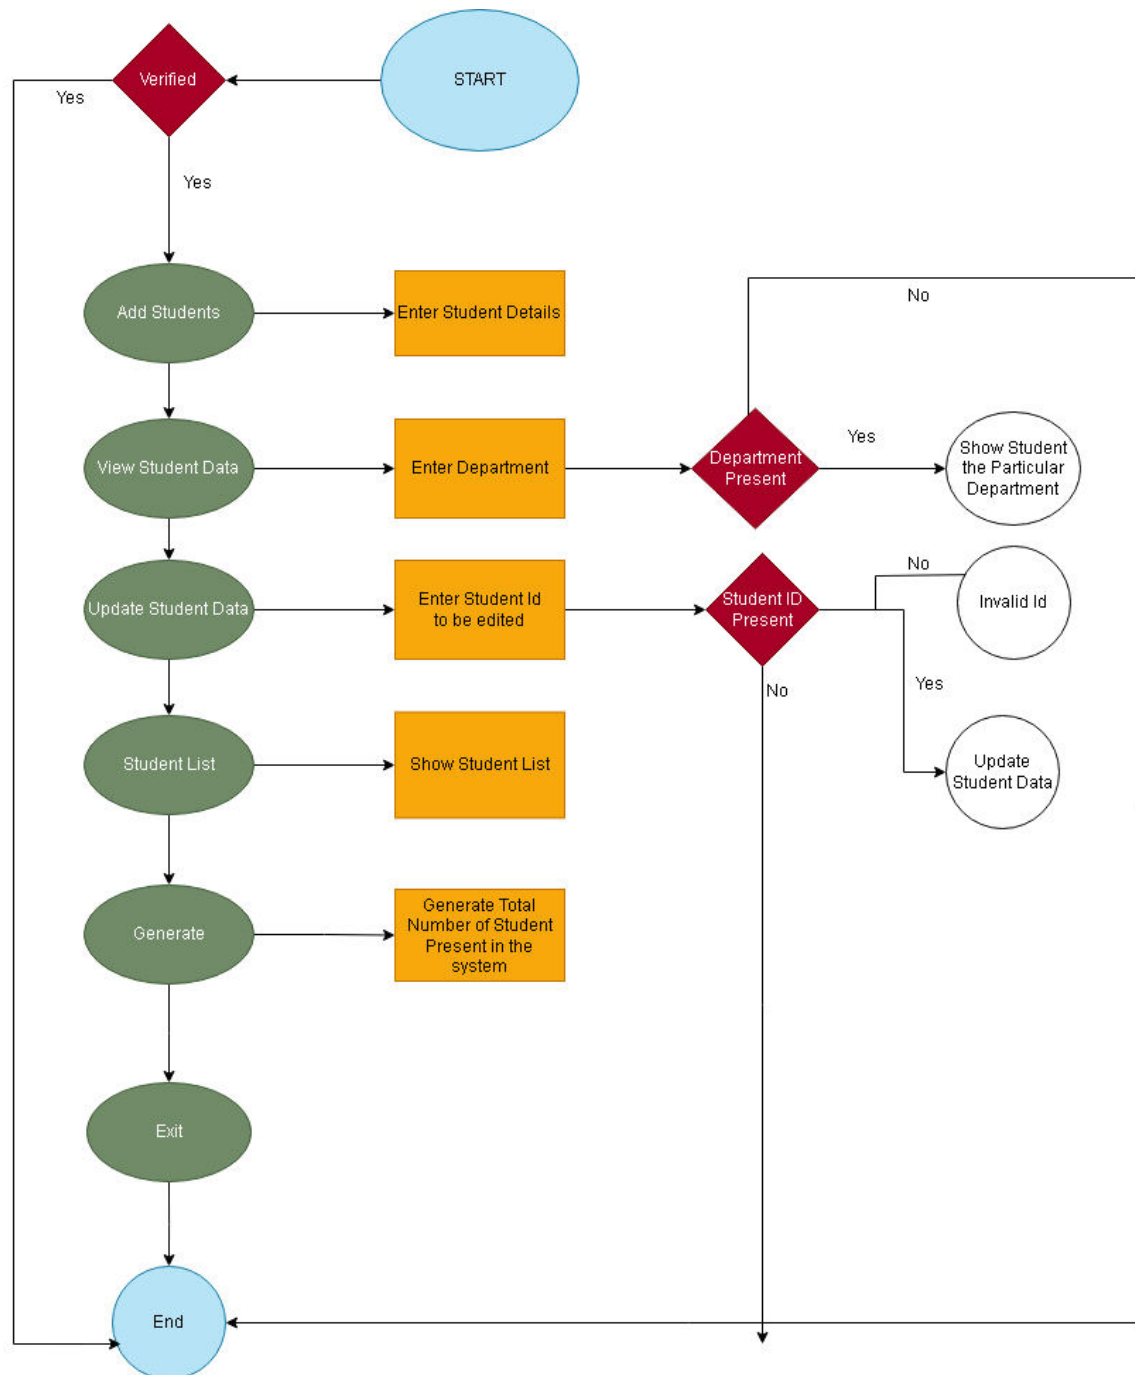 Verified
START
Yes
Yes
Add Students
Enter Student Details
No
View Student Data
Enter Department
Department
Present
Yes
Show Student
the Particular
Department
Update Student Data
Enter Student Id
to be edited
Student ID
Present
No
Invalid Id
Yes
No
Update
Student Data
Student List
Show Student List
Generate
Generate Total
Number of Student
Present in the
system
Exit
End